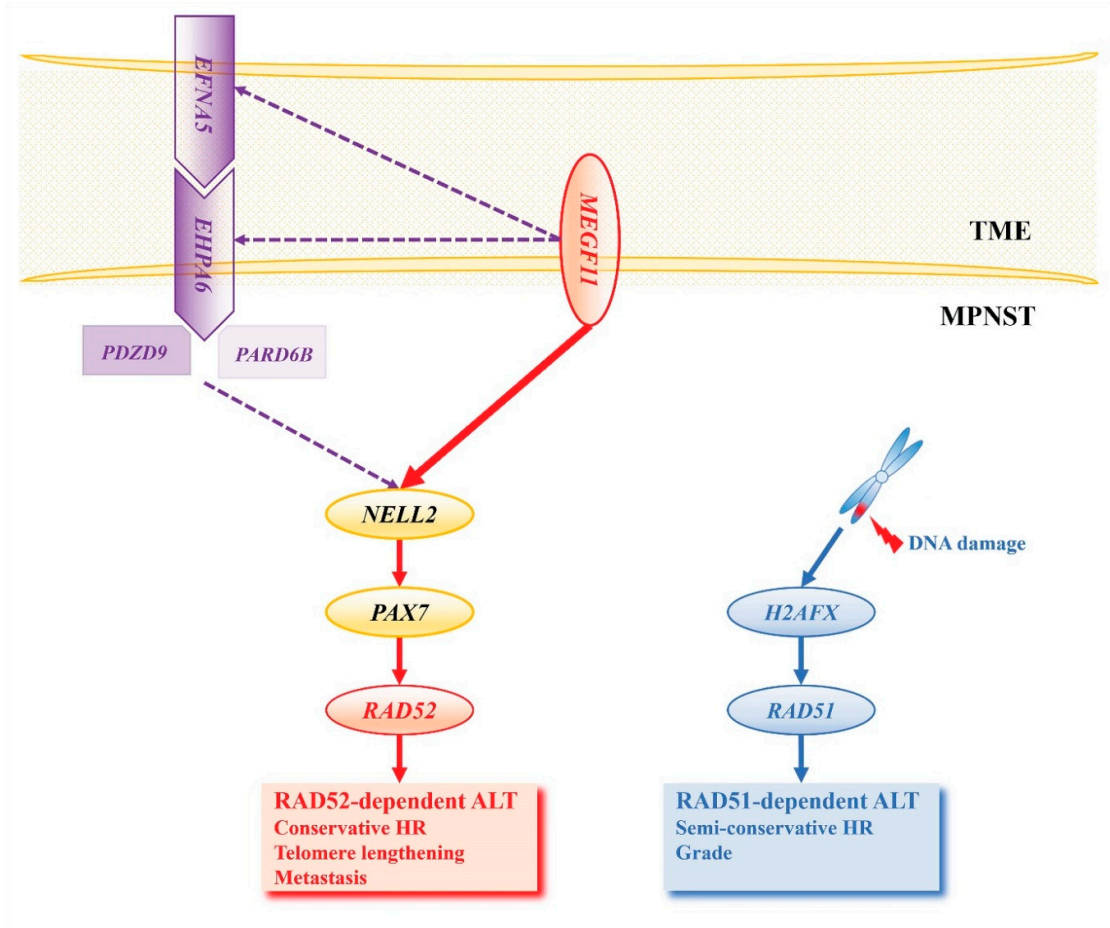 EFNA5
EHPA6
MEGF11
TME
MPNST
PDZD9
PARD6B
DNA damage
NELL2
PAX7
H2AFX
RAD52
RAD51
RAD52-dependent ALT
Conservative HR
Telomere lengthening
Metastasis
RAD51-dependent ALT
Semi-conservative HR
Grade